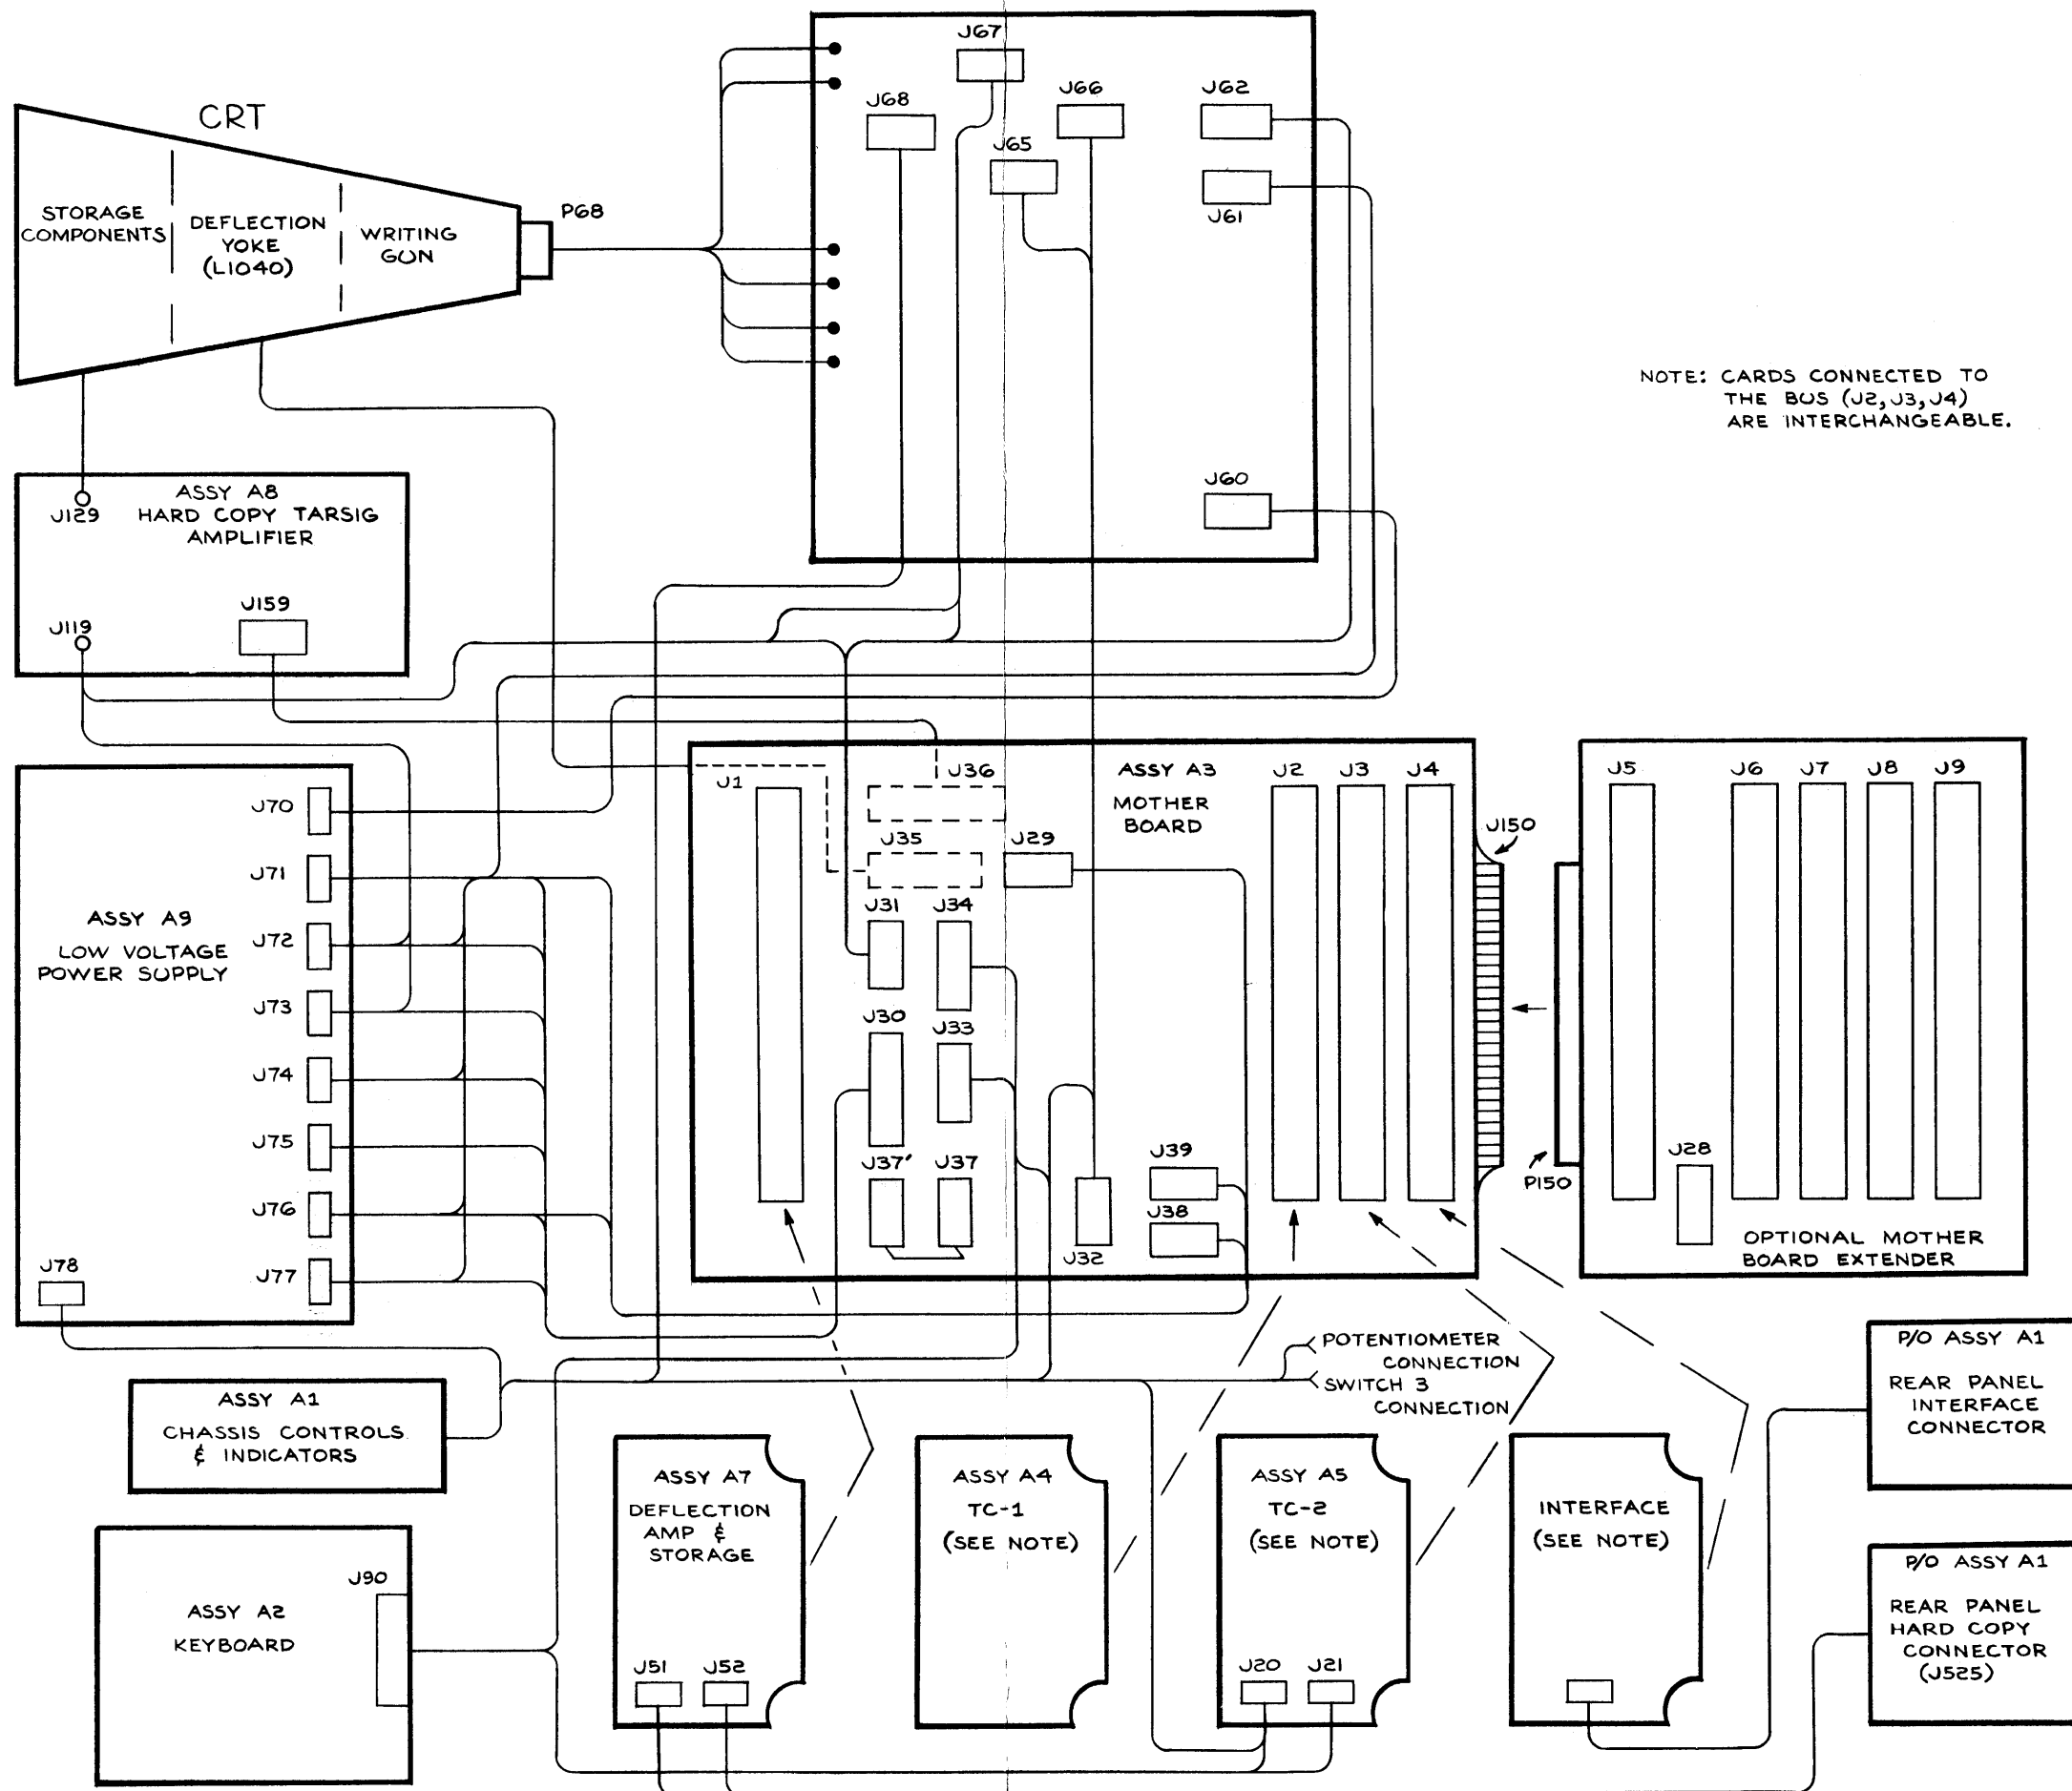 J67
J68
J66
J62
J65
J61
J60
CRT
STORAGE
COMPONENTS
DEFLECTION
YOKE
(L1040)
WRITING
GUN
P68
NOTE: CARDS CONNECTED TO
THE BUS (J2, J3, J4)
ARE INTERCHANGEABLE.
ASSY A8
HARD COPY TARSIG
AMPLIFIER
J129
J119
J159
ASSY A9
LOW VOLTAGE
POWER SUPPLY
J70
J71
J72
J73
J74
J75
J76
J77
J78
J1
J36
J35
J29
ASSY A3
MOTHER
BOARD
J31
J34
J30
J33
J37'
J37
J32
J39
J38
J2
J3
J4
J150
P150
J5
J6
J7
J8
J9
J28
OPTIONAL MOTHER
BOARD EXTENDER
POTENTIOMETER
CONNECTION
SWITCH 3
CONNECTION
ASSY A1
CHASSIS CONTROLS
& INDICATORS
ASSY A2
KEYBOARD
J90
ASSY A7
DEFLECTION
AMP &
STORAGE
J51
J52
ASSY A4
TC-1
(SEE NOTE)
ASSY A5
TC-2
(SEE NOTE)
J20
J21
INTERFACE
(SEE NOTE)
P/O ASSY A1
REAR PANEL
INTERFACE
CONNECTOR
P/O ASSY A1
REAR PANEL
HARD COPY
CONNECTOR
(J525)